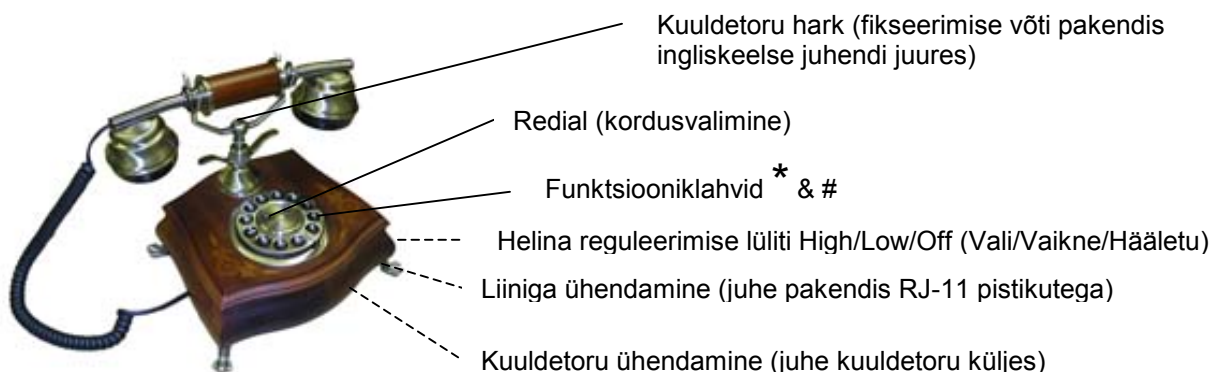 Kuuldetoru hark (fikseerimise võti pakendis
ingliskeelse juhendi juures)
Redial (kordusvalimine)
Funktsiooniklahvid * & #
Helina reguleerimise lüliti High/Low/Off (Vali/Vaikne/Hääletu)
Liiniga ühendamine (juhe pakendis RJ-11 pistikutega)
Kuuldetoru ühendamine (juhe kuuldetoru küljes)